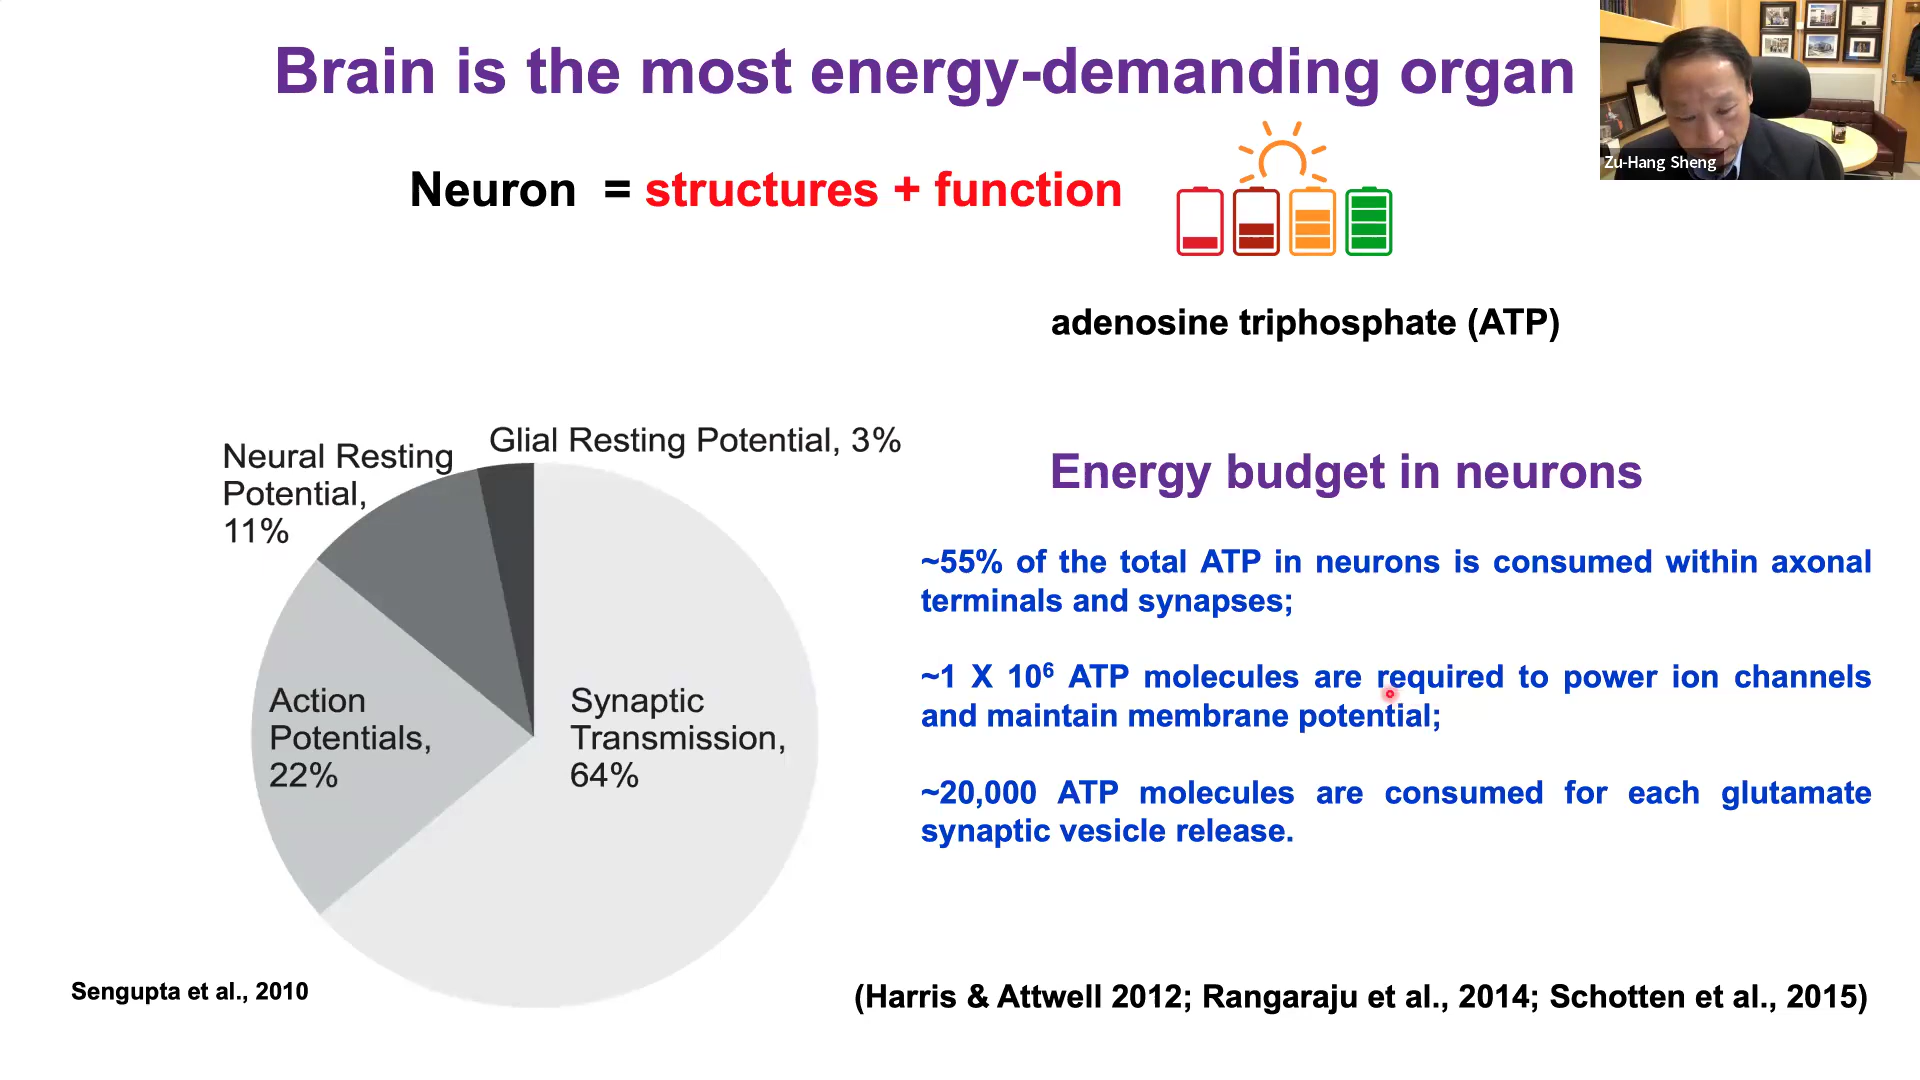 Brain is the most energy-demanding organ
Zu-Hang Sheng
Neuron = structures + function
adenosine triphosphate (ATP)
Glial Resting Potential, 3%
Neural Resting
Potential,
11%
Action
Potentials,
22%
Synaptic
Transmission,
64%
Sengupta et al., 2010
Energy budget in neurons
~55% of the total ATP in neurons is consumed within axonal
terminals and synapses;
~1 X 10⁶ ATP molecules are required to power ion channels
and maintain membrane potential;
~20,000 ATP molecules are consumed for each glutamate
synaptic vesicle release.
(Harris & Attwell 2012; Rangaraju et al., 2014; Schotten et al., 2015)